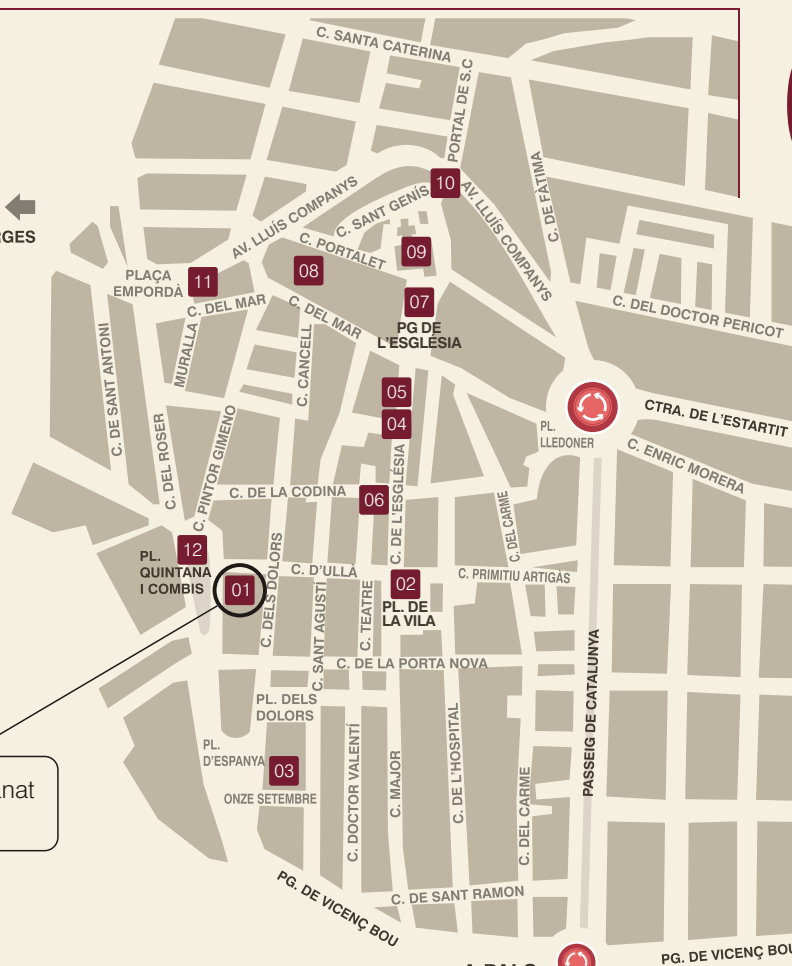 C. SANTA CATERINA
PORTAL DE S.C
C. DE FÀTIMA
10
AV. LLUÍS COMPANYS
C. SANT GENÍS
AV. LLUÍS COMPANYS
RGES
C. PORTALET
09
08
PLAÇA
EMPORDÀ
11
C. DEL MAR
C. DEL MAR
07
PG DE
L'ESGLÉSIA
C. DEL DOCTOR PERICOT
MURALLA
C. CANCELL
C. DE SANT ANTONI
05
04
PL.
LLEDONER
CTRA. DE L'ESTARTIT
C. ENRIC MORERA
C. DEL ROSER
C. PINTOR GIMENO
C. DE LA CODINA
06
C. DE L'ESGLÉSIA
C. DEL CARME
12
PL.
QUINTANA
I COMBIS
01
C. DELS DOLORS
C. D'ULLÀ
02
PL. DE
LA VILA
C. PRIMITIU ARTIGÀS
C. SANT AGUSTÍ
C. TEATRE
C. DE LA PORTA NOVA
PASSEIG DE CATALUNYA
PL. DELS
DOLORS
PL.
D'ESPANYA
03
ONZE SETEMBRE
C. DOCTOR VALENTÍ
C. MAJOR
C. DE L'HOSPITAL
C. DEL CARME
anat
PG. DE VICENÇ BOU
C. DE SANT RAMON
PG. DE VICENÇ BOU